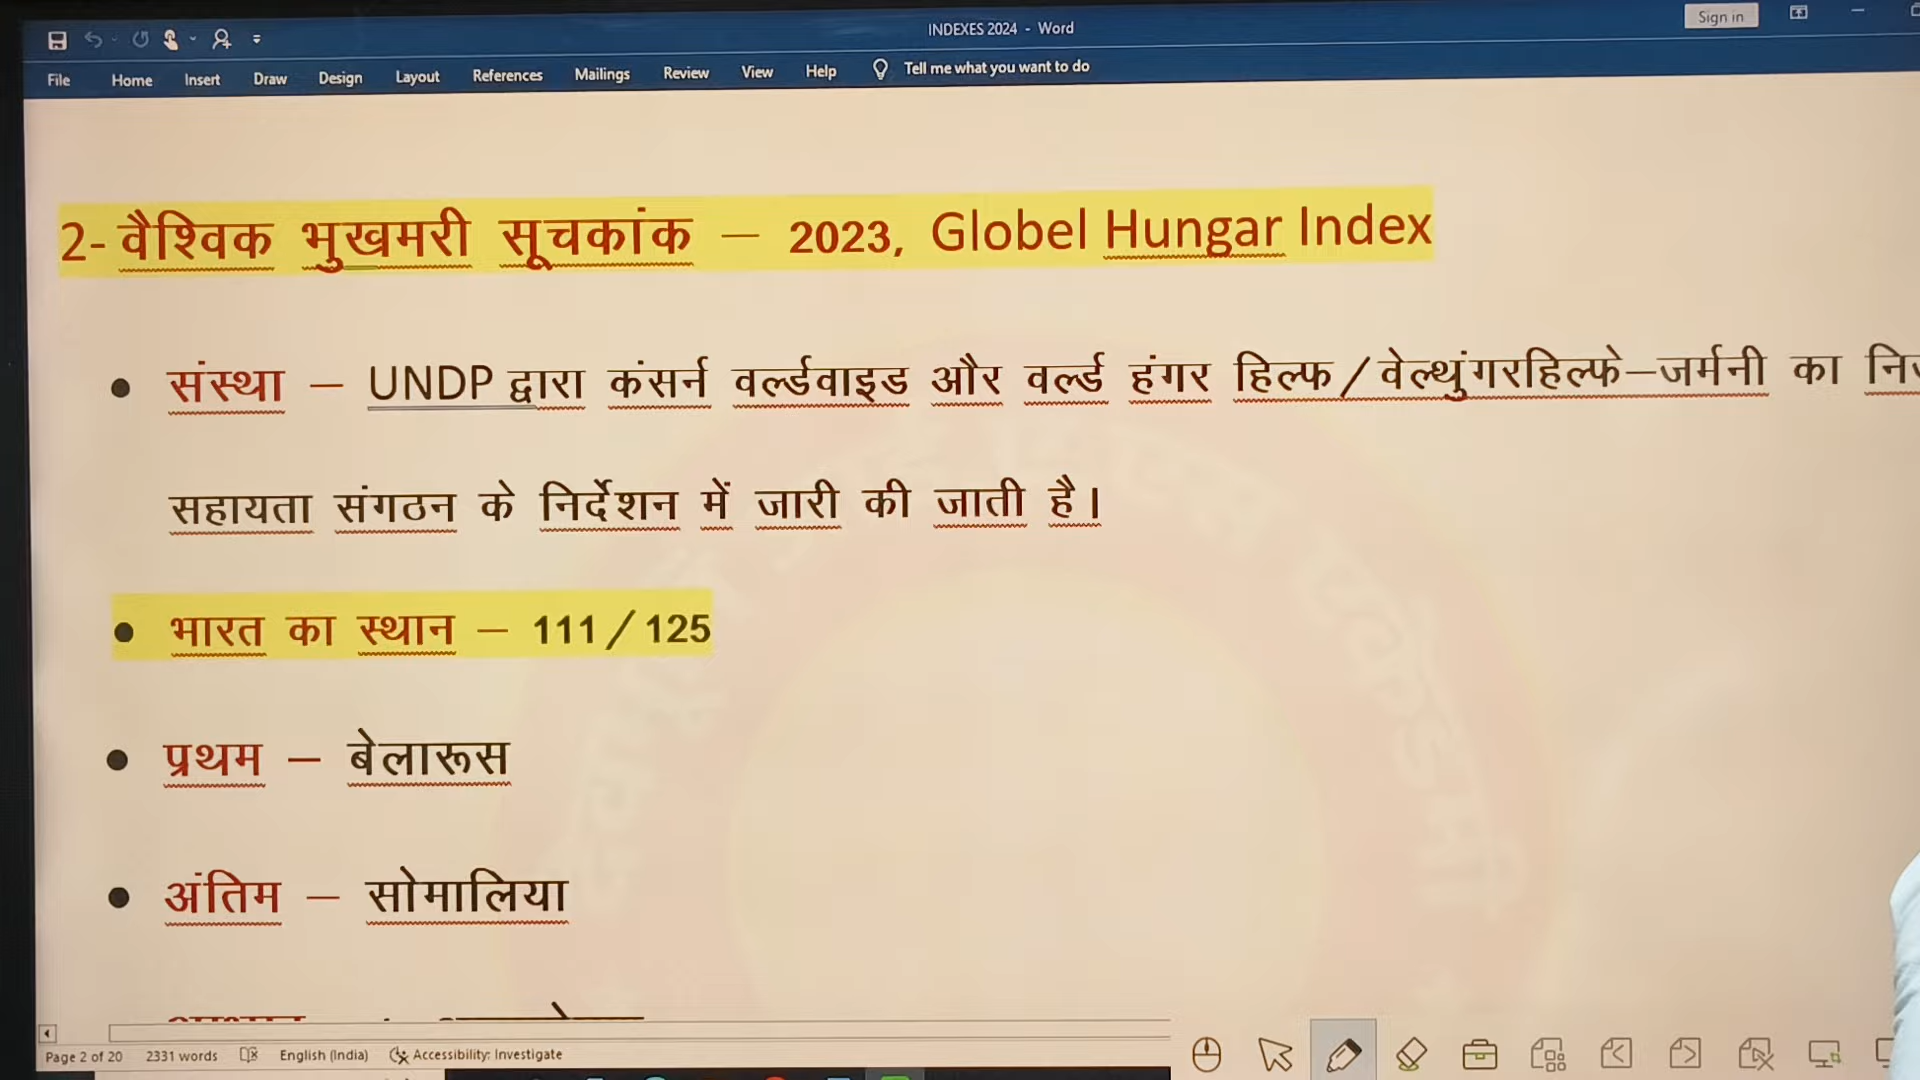 INDEXES 2024 - Word
Sign in
File Home Insert Draw Design Layout References Mailings Review View Help Tell me what you want to do
2- वैश्विक भुखमरी सूचकांक – 2023, Globel Hungar Index
• संस्था – UNDP द्वारा कंसर्न वर्ल्डवाइड और वर्ल्ड हंगर हिल्फ/वेल्थुंगरहिल्फे–जर्मनी का
सहायता संगठन के निर्देशन में जारी की जाती है।
• भारत का स्थान – 111/125
• प्रथम – बेलारूस
• अंतिम – सोमालिया
Page 2 of 20 2331 words English (India) Accessibility: Investigate